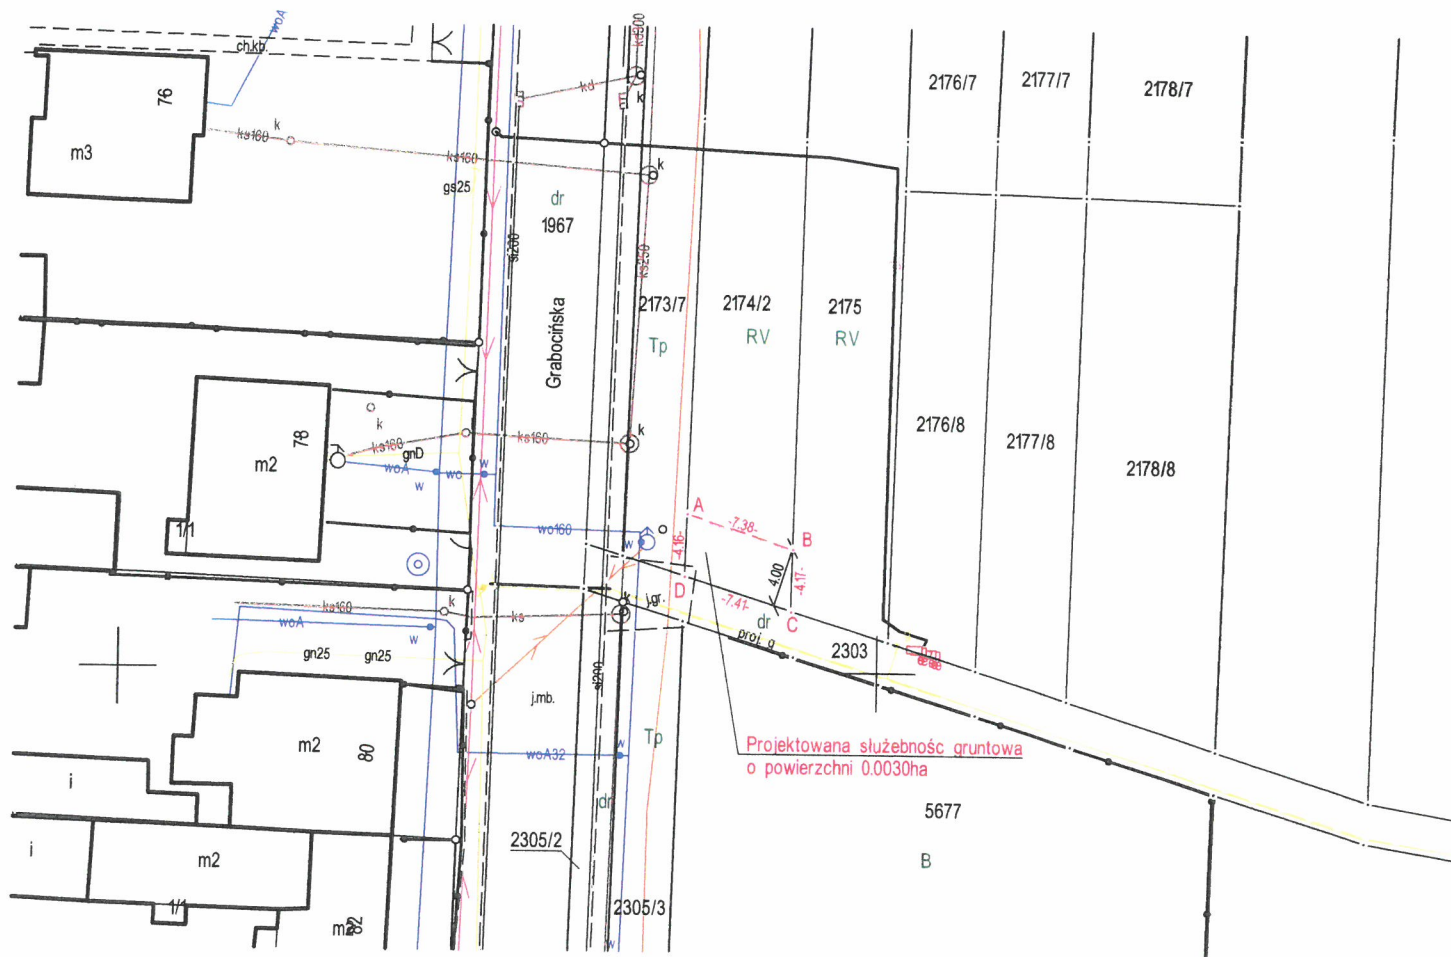 woA
ch.kb.
76
m3
ks160
k
ks160
gs25
kd
kd300
k
k
dr
1967
si200
Grabocińska
ks250
2173/7
Tp
2174/2
RV
2175
RV
2176/7
2177/7
2178/7
2176/8
2177/8
2178/8
78
m2
1/1
k
ks160
gnD
woA
w
wo
w
ks160
k
wo160
w
A
-7.38-
B
-4.16-
4.00
-4.17-
D
-7.41-
C
k
j.gr.
dr
proj. g
2303
ks160
k
ks
woA
w
gn25
gn25
m2
80
j.mb.
si200
woA32
w
Tp
dr
Projektowana służebnośc gruntowa
o powierzchni 0.0030ha
5677
B
i
i
m2
1/1
2305/2
2305/3
w